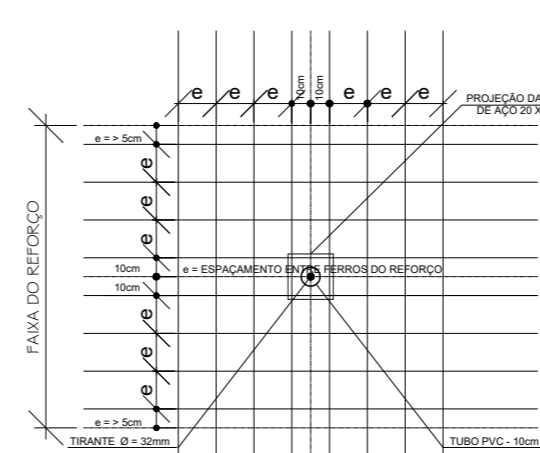 e e e 10cm 10cm e e e
PROJEÇÃO DA
DE AÇO 20 X
e = > 5cm
e
e
e
10cm
e = ESPAÇAMENTO ENTRE FERROS DO REFORÇO
10cm
e
e
e
e = > 5cm
FAIXA DO REFORÇO
TIRANTE Ø = 32mm
TUBO PVC - 10cm